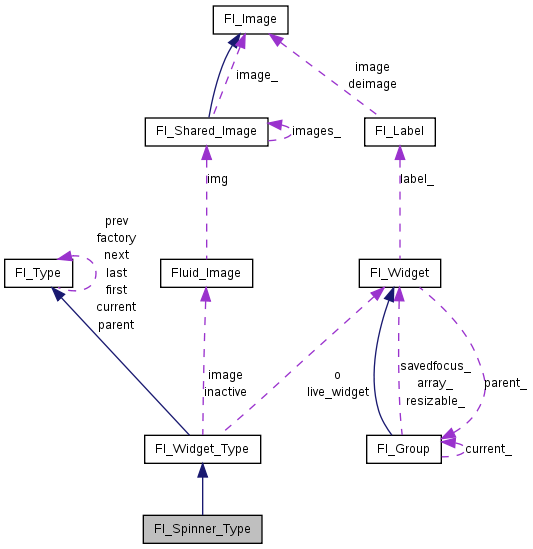 Fl_Image
image_
image
deimage
Fl_Shared_Image
images_
Fl_Label
img
label_
prev
factory
next
last
first
current
parent
Fl_Type
Fluid_Image
Fl_Widget
image
inactive
o
live_widget
savedfocus_
array_
resizable_
parent_
Fl_Widget_Type
Fl_Group
current_
Fl_Spinner_Type